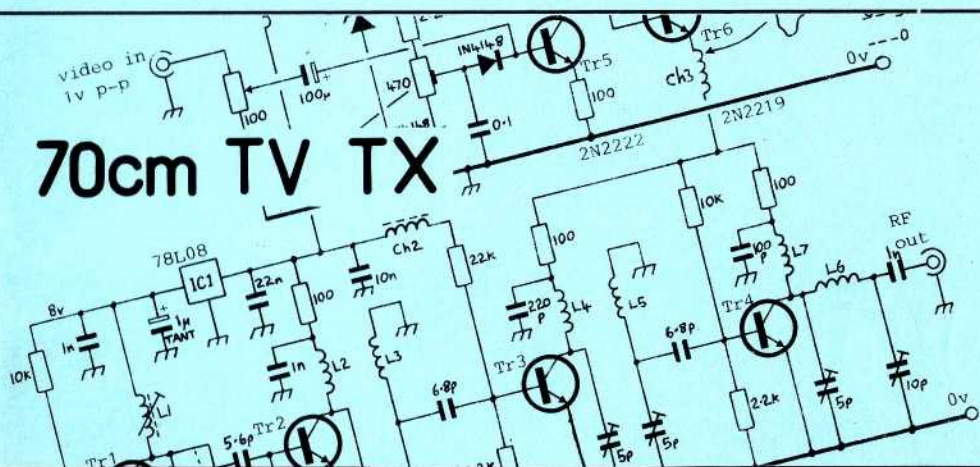 video in
1v p-p
100
100μ
470
1N4148
0.1
Tr5
100
Tr6
Ch3
0v
2N2222
2N2219
70cm TV TX
78L08
IC1
8v
1n
1μ
TANT
22n
100
10n
Ch2
22k
10k
L1
1n
L2
L3
6.8p
5.6p
Tr2
Tr1
100
220
p
L4
Tr3
L5
6.8p
5p
5p
10K
100
100
p
L7
L6
1n
RF
out
Tr4
2.2k
5p
10p
0v